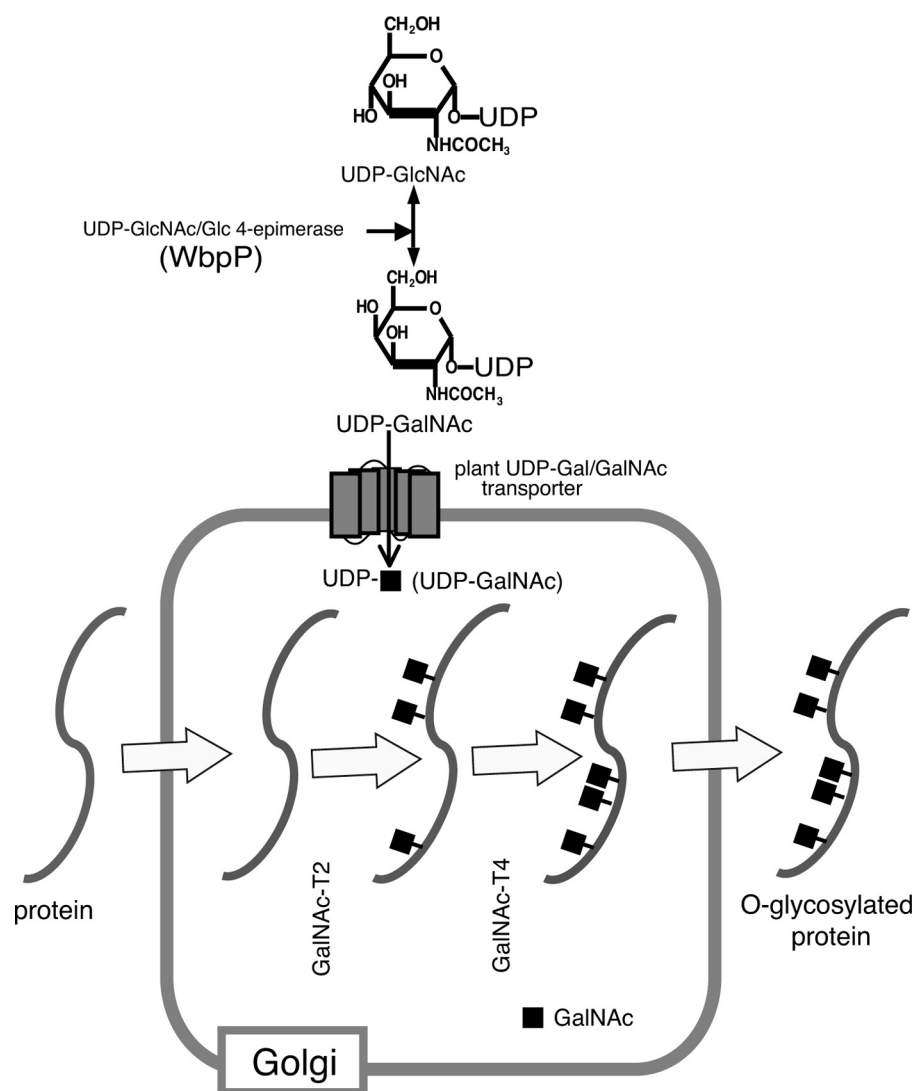 CH2OH
O
OH
HO
O-UDP
NHCOCH3
UDP-GlcNAc
UDP-GlcNAc/Glc 4-epimerase
(WbpP)
CH2OH
HO
O
OH
O-UDP
NHCOCH3
UDP-GalNAc
plant UDP-Gal/GalNAc
transporter
UDP- (UDP-GalNAc)
protein
GalNAc-T2
GalNAc-T4
O-glycosylated
protein
GalNAc
Golgi